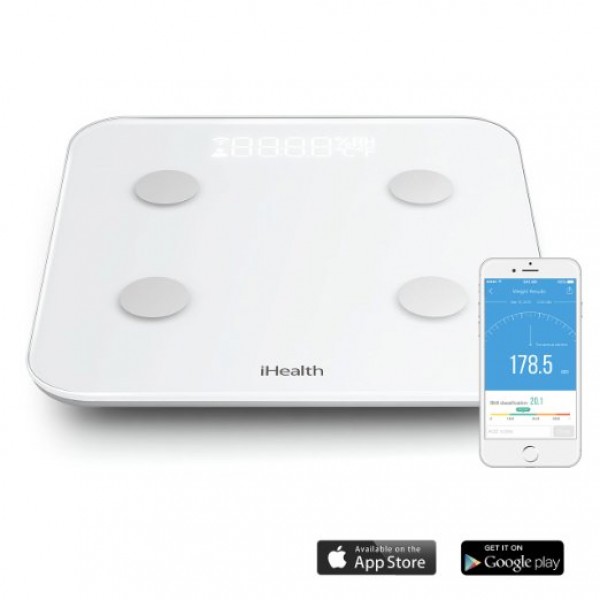 iHealth
Weight Results
178.5
BMI classification 26.1
Available on the
App Store
GET IT ON
Google play